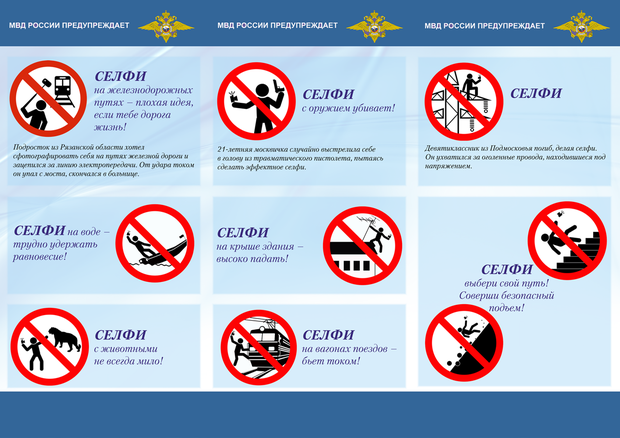 МВД РОССИИ ПРЕДУПРЕЖДАЕТ
СЕЛФИ
на железнодорожных
путях – плохая идея,
если тебе дорога
жизнь!
Подросток из Рязанской области хотел
сфотографировать себя на путях железной дороги и
зацепился за линию электропередачи. От удара током
он упал с моста, скончался в больнице.
СЕЛФИ на воде –
трудно удержать
равновесие!
СЕЛФИ
с животными
не всегда мило!
МВД РОССИИ ПРЕДУПРЕЖДАЕТ
СЕЛФИ
с оружием убивает!
21-летняя москвичка случайно выстрелила себе
в голову из травматического пистолета, пытаясь
сделать эффектное селфи.
СЕЛФИ
на крыше здания –
высоко падать!
СЕЛФИ
на вагонах поездов –
бьет током!
МВД РОССИИ ПРЕДУПРЕЖДАЕТ
СЕЛФИ
Девятиклассник из Подмосковья погиб, делая селфи.
Он ухватился за оголенные провода, находившиеся под
напряжением.
СЕЛФИ
выбери свой путь!
Соверши безопасный
подъем!